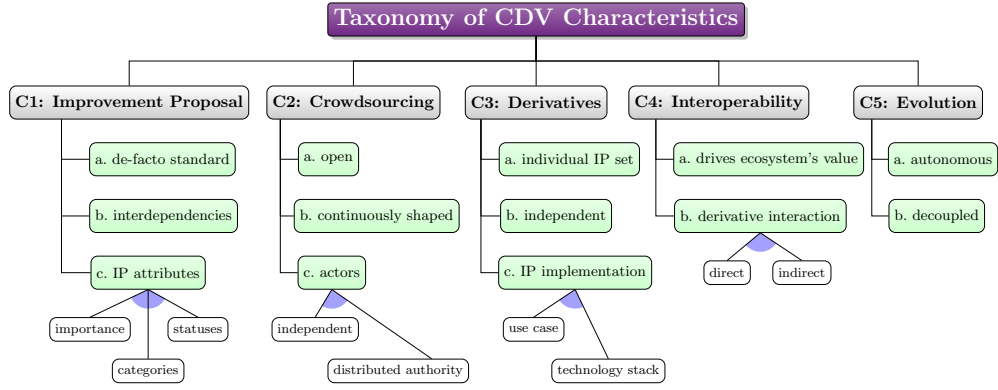 Taxonomy of CDV Characteristics
C1: Improvement Proposal
C2: Crowdsourcing
C3: Derivatives
C4: Interoperability
C5: Evolution
a. de-facto standard
a. open
a. individual IP set
a. drives ecosystem's value
a. autonomous
b. interdependencies
b. continuously shaped
b. independent
b. derivative interaction
b. decoupled
c. IP attributes
c. actors
c. IP implementation
direct
indirect
importance
statuses
independent
use case
categories
distributed authority
technology stack